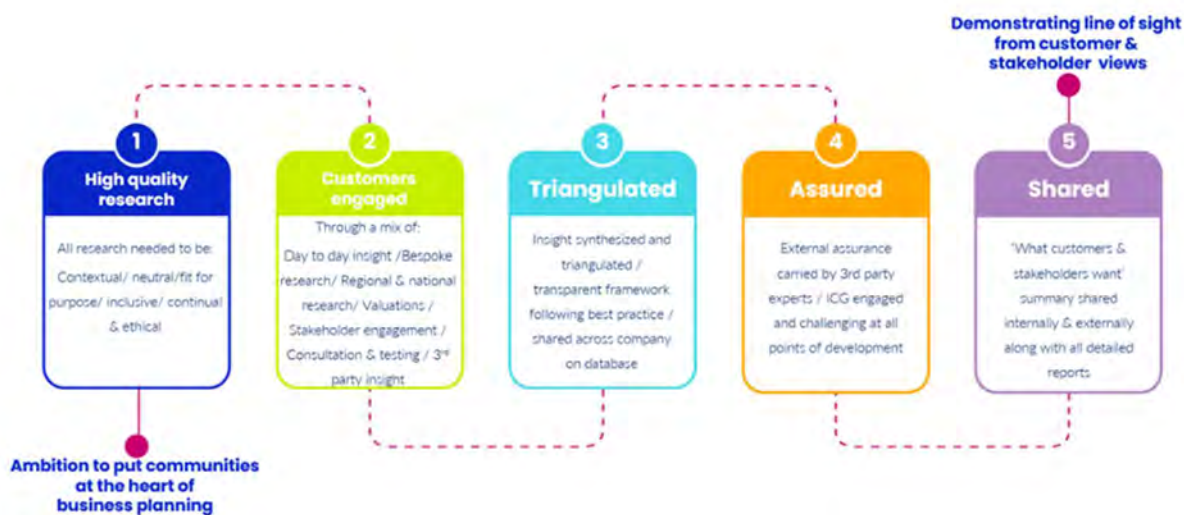 Demonstrating line of sight
from customer &
stakeholder views
1
High quality
research
All research needed to be:
Contextual/ neutral/fit for
purpose/ inclusive/ continual
& ethical
Ambition to put communities
at the heart of
business planning
2
Customers
engaged
Through a mix of:
Day to day insight /Bespoke
research/ Regional & national
research/ Valuations /
Stakeholder engagement /
Consultation & testing / 3rd
party insight
3
Triangulated
Insight synthesized and
triangulated /
transparent framework
following best practice /
shared across company
on database
4
Assured
External assurance
carried by 3rd party
experts / ICG engaged
and challenging at all
points of development
5
Shared
'What customers &
stakeholders want'
summary shared
internally & externally
along with all detailed
reports